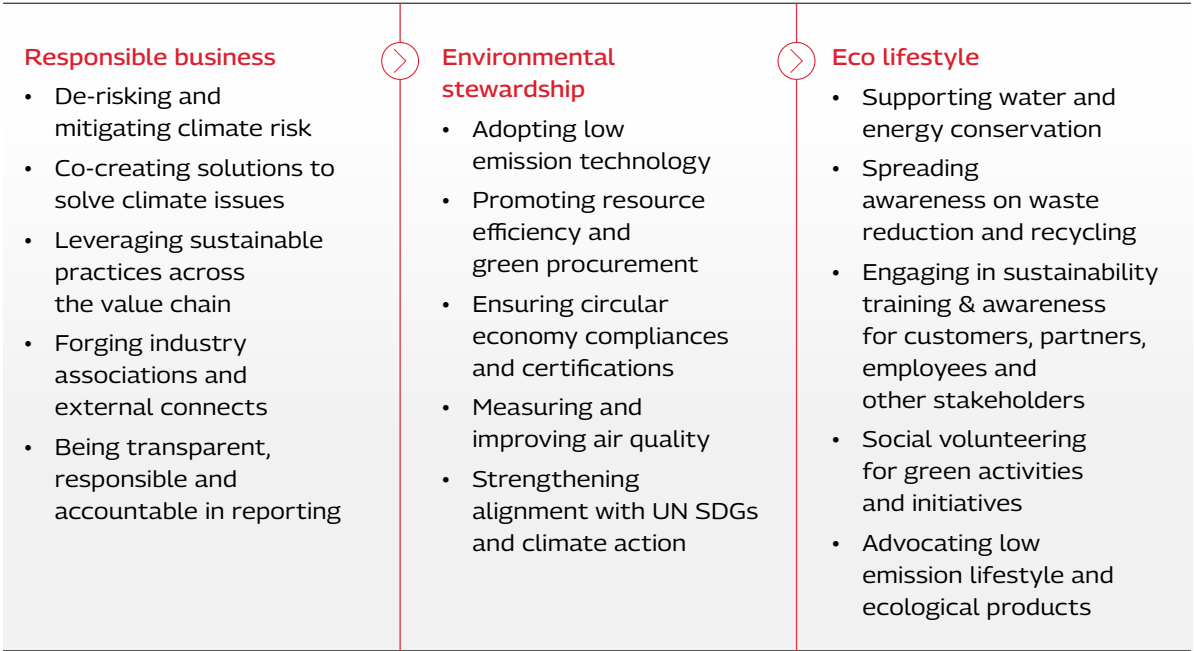 Responsible business
• De-risking and
mitigating climate risk
• Co-creating solutions to
solve climate issues
• Leveraging sustainable
practices across
the value chain
• Forging industry
associations and
external connects
• Being transparent,
responsible and
accountable in reporting
Environmental
stewardship
• Adopting low
emission technology
• Promoting resource
efficiency and
green procurement
• Ensuring circular
economy compliances
and certifications
• Measuring and
improving air quality
• Strengthening
alignment with UN SDGs
and climate action
Eco lifestyle
• Supporting water and
energy conservation
• Spreading
awareness on waste
reduction and recycling
• Engaging in sustainability
training & awareness
for customers, partners,
employees and
other stakeholders
• Social volunteering
for green activities
and initiatives
• Advocating low
emission lifestyle and
ecological products